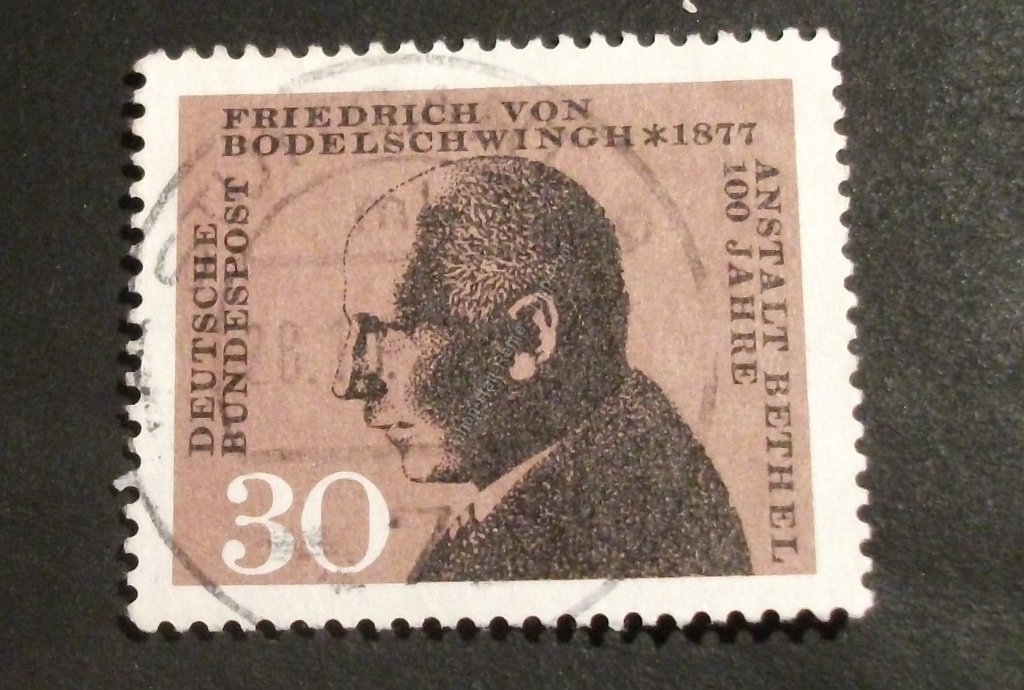 FRIEDRICH VON
BODELSCHWINGH*1877
ANSTALT BETHEL
100 JAHRE
DEUTSCHE
BUNDESPOST
30